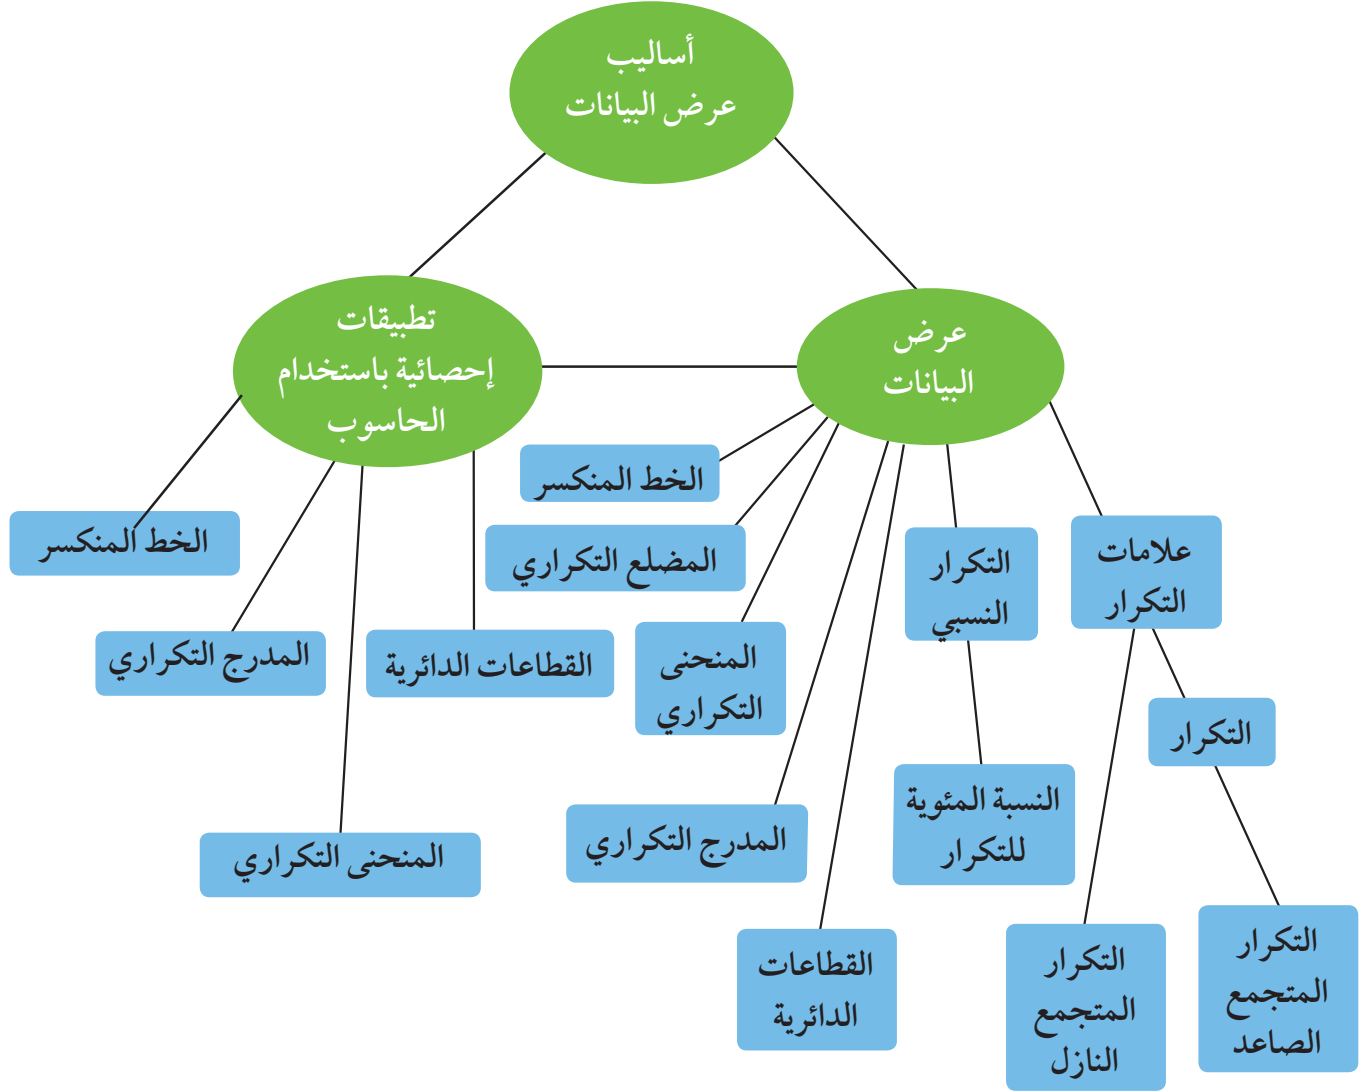 أساليب
عرض البيانات
عرض
البيانات
تطبيقات
إحصائية باستخدام
الحاسوب
علامات
التكرار
التكرار
التكرار
المتجمع
الصاعد
التكرار
المتجمع
النازل
التكرار
النسبي
النسبة المئوية
للتكرار
الخط المنكسر
المضلع التكراري
المنحنى
التكراري
المدرج التكراري
القطاعات
الدائرية
القطاعات الدائرية
الخط المنكسر
المدرج التكراري
المنحنى التكراري